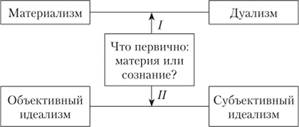 Материализм
Дуализм
I
Что первично:
материя или
сознание?
II
Объективный
идеализм
Субъективный
идеализм